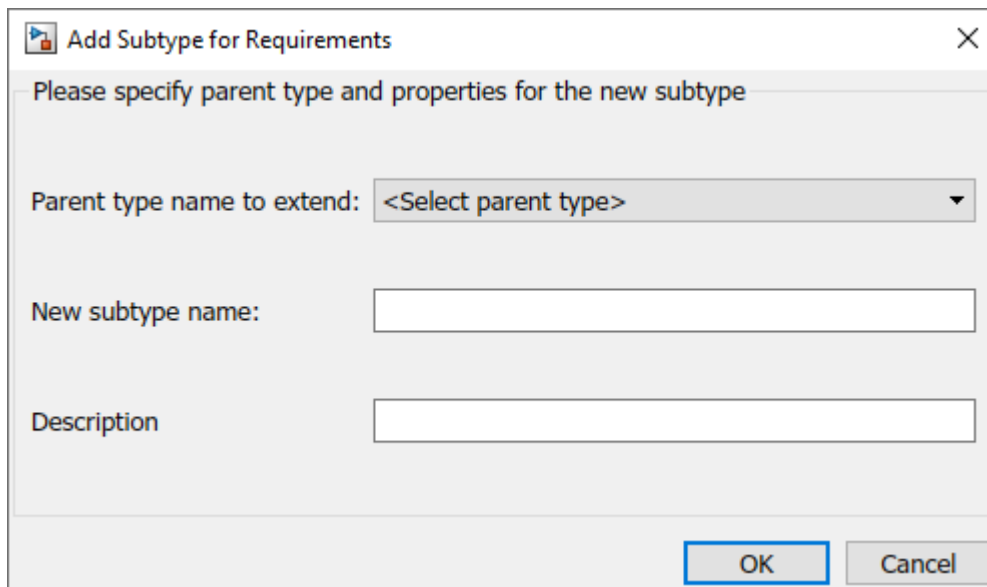 Add Subtype for Requirements
Please specify parent type and properties for the new subtype
Parent type name to extend: <Select parent type>
New subtype name:
Description
OK Cancel